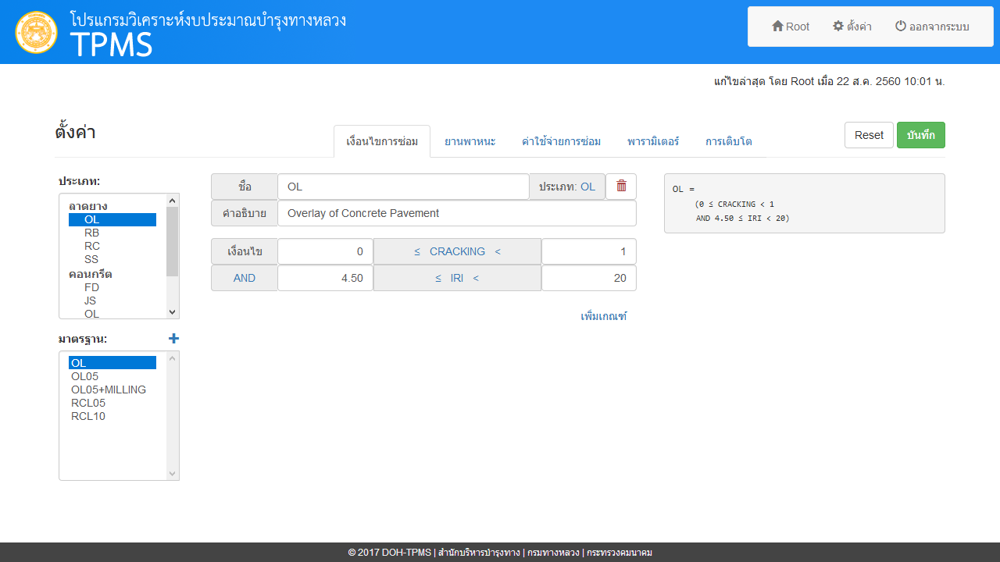 โปรแกรมวิเคราะห์งบประมาณบำรุงทางหลวง
TPMS
Root ตั้งค่า ออกจากระบบ
แก้ไขล่าสุด โดย Root เมื่อ 22 ส.ค. 2560 10:01 น.
ตั้งค่า
เงื่อนไขการซ่อม ยานพาหนะ ค่าใช้จ่ายการซ่อม พารามิเตอร์ การเติบโต
Reset บันทึก
ประเภท:
ลาดยาง
OL
RB
RC
SS
คอนกรีต
FD
JS
OL
มาตรฐาน:
OL
OL05
OL05+MILLING
RCL05
RCL10
ชื่อ OL ประเภท: OL
คำอธิบาย Overlay of Concrete Pavement
เงื่อนไข 0 ≤ CRACKING < 1
AND 4.50 ≤ IRI < 20
เพิ่มเกณฑ์
OL =
(0 ≤ CRACKING < 1
AND 4.50 ≤ IRI < 20)
© 2017 DOH-TPMS | สำนักบริหารบำรุงทาง | กรมทางหลวง | กระทรวงคมนาคม